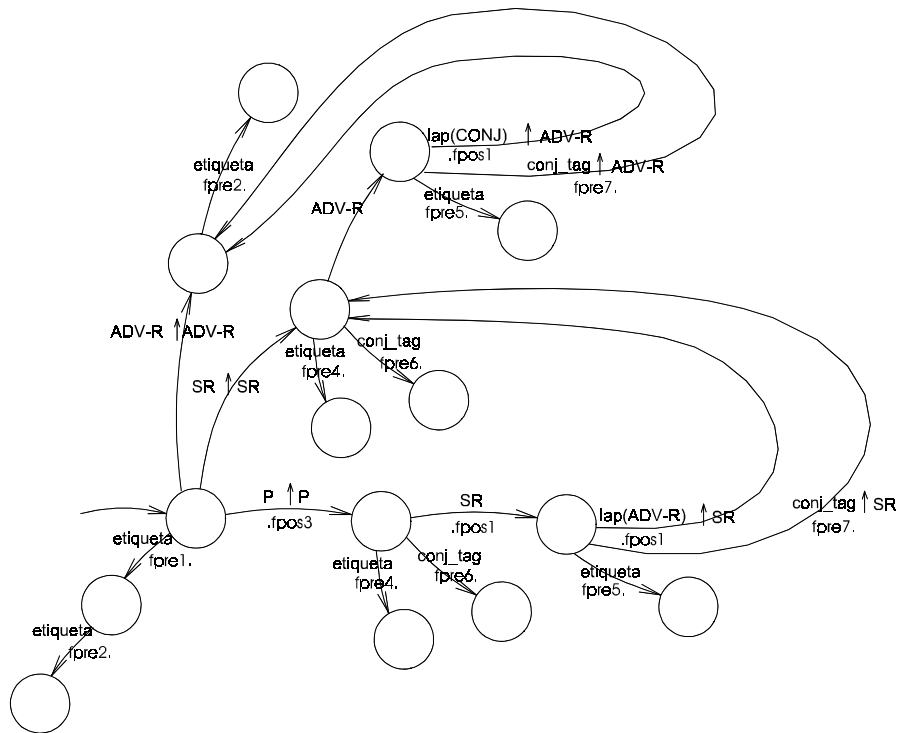 lap(CONJ) ↑ ADV-R
.fpos1
conj_tag ↑ ADV-R
fpre7.
etiqueta
fpre2.
etiqueta
fpre5.
ADV-R
ADV-R ↑ ADV-R
conj_tag
fpre6.
etiqueta
fpre4.
SR ↑ SR
P ↑ P
.fpos3
SR
.fpos1
lap(ADV-R) ↑ SR
.fpos1
conj_tag ↑ SR
fpre7.
etiqueta
fpre1.
etiqueta
fpre4.
conj_tag
fpre6.
etiqueta
fpre5.
etiqueta
fpre2.